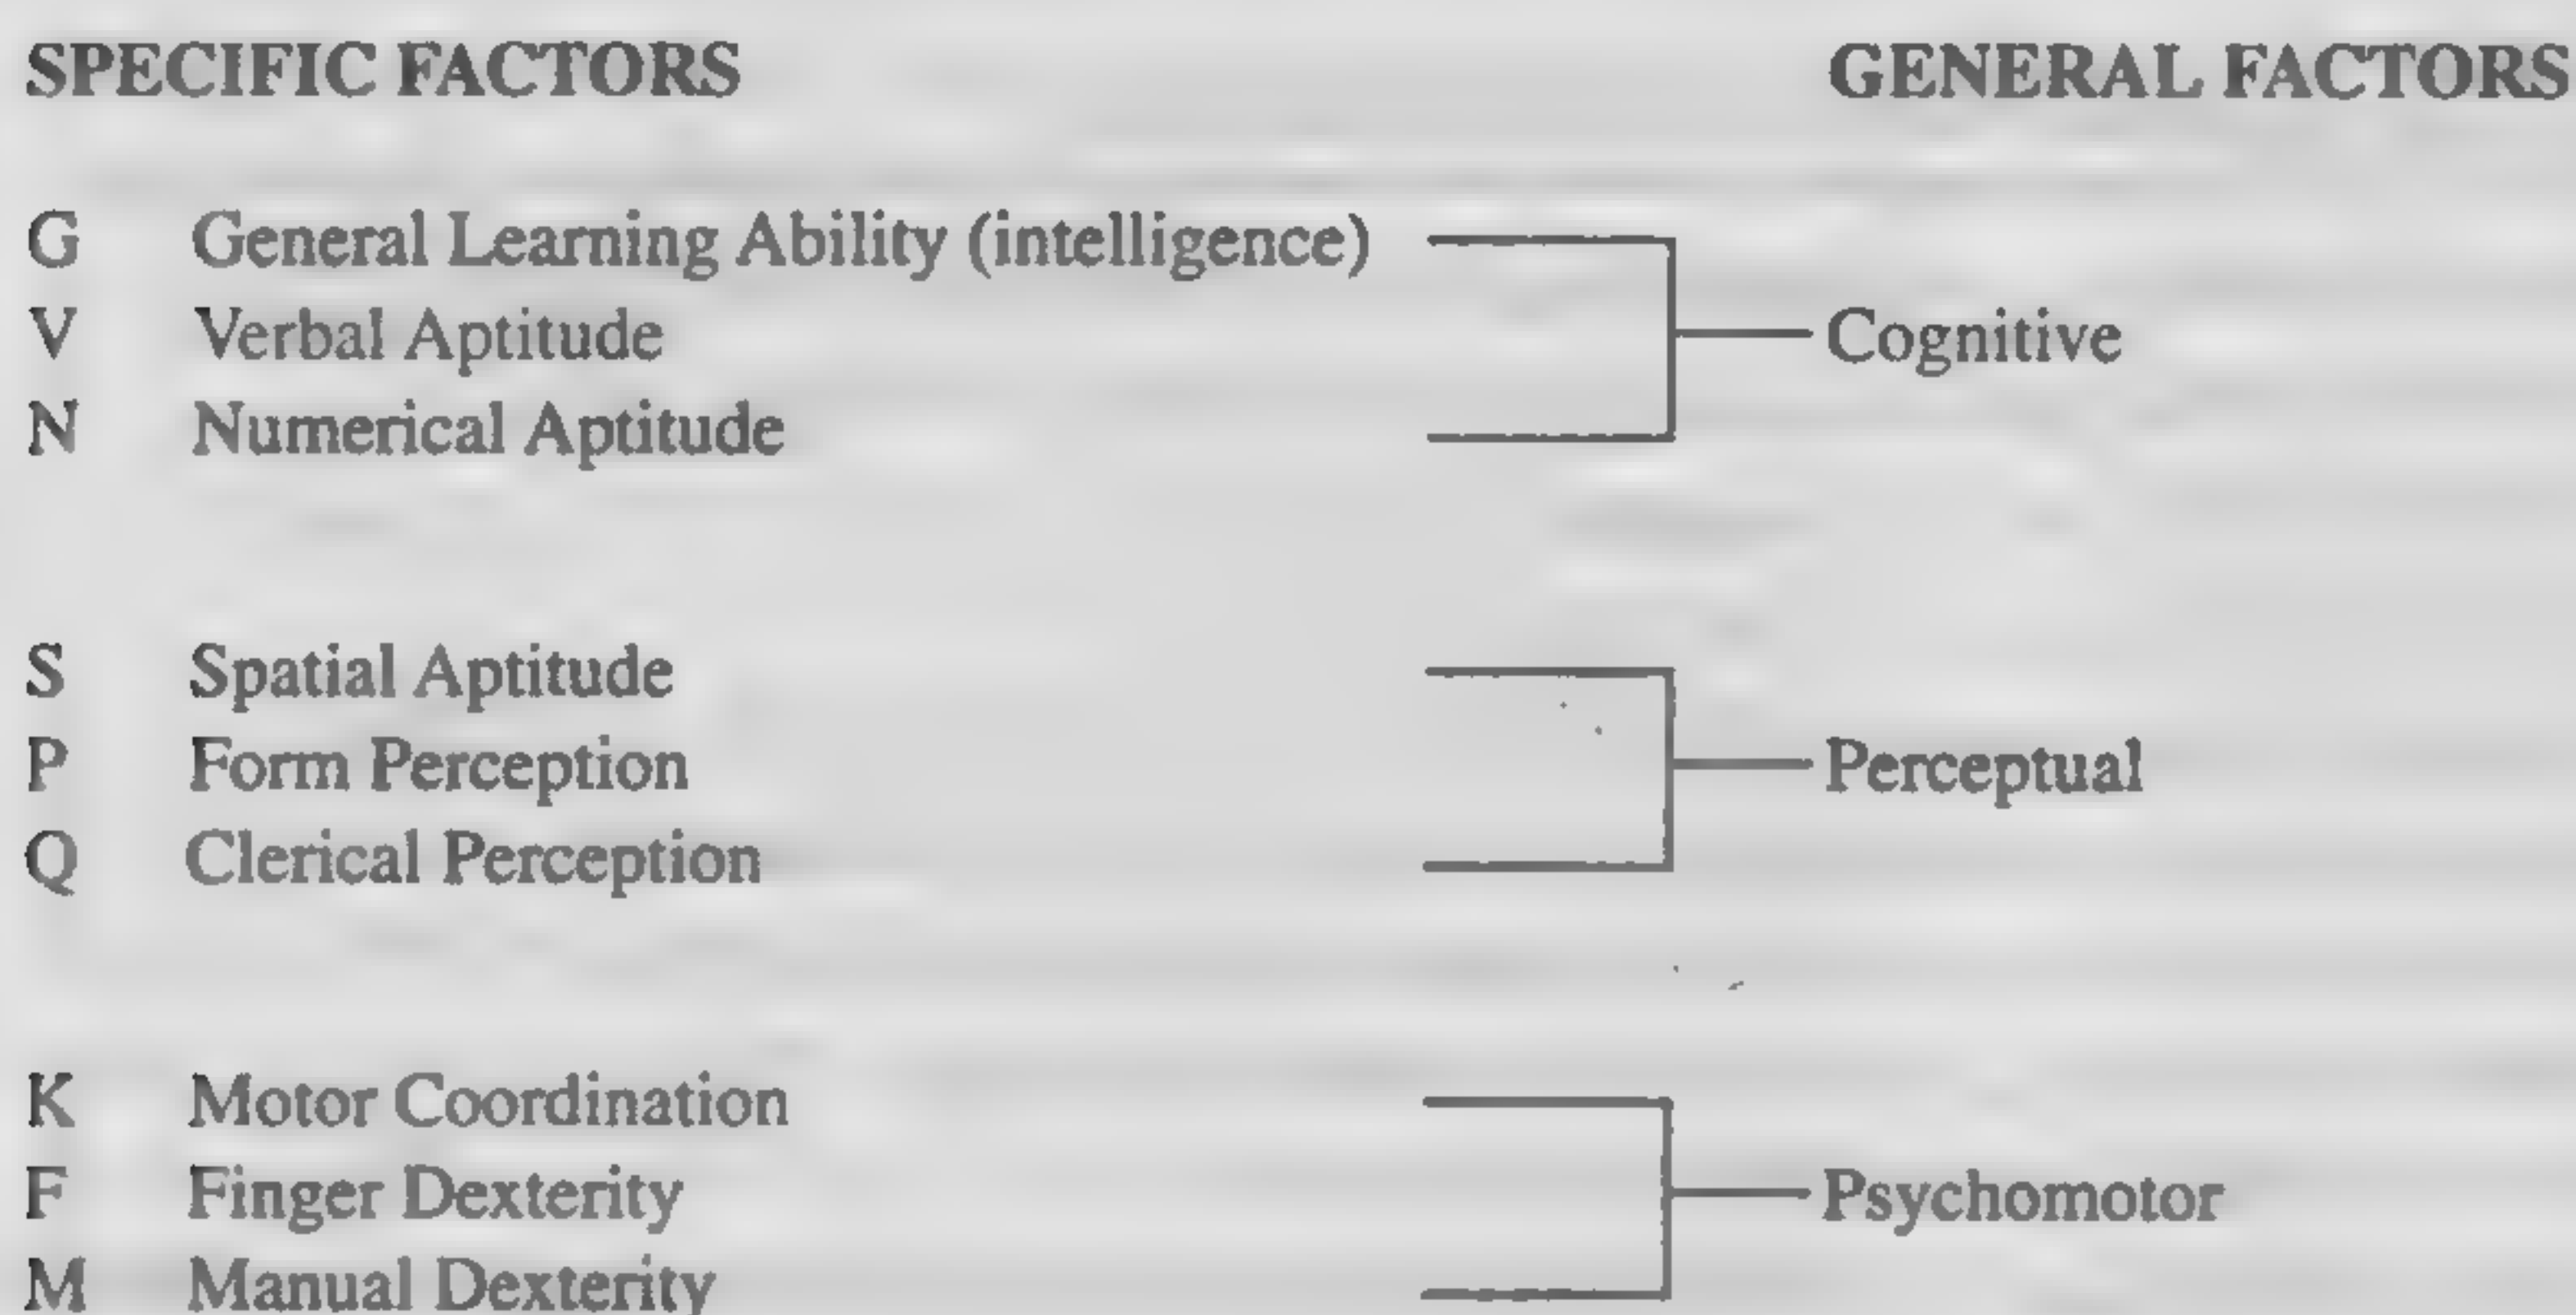 SPECIFIC FACTORS GENERAL FACTORS
G General Learning Ability (intelligence)
V Verbal Aptitude Cognitive
N Numerical Aptitude
S Spatial Aptitude
P Form Perception Perceptual
Q Clerical Perception
K Motor Coordination
F Finger Dexterity Psychomotor
M Manual Dexterity